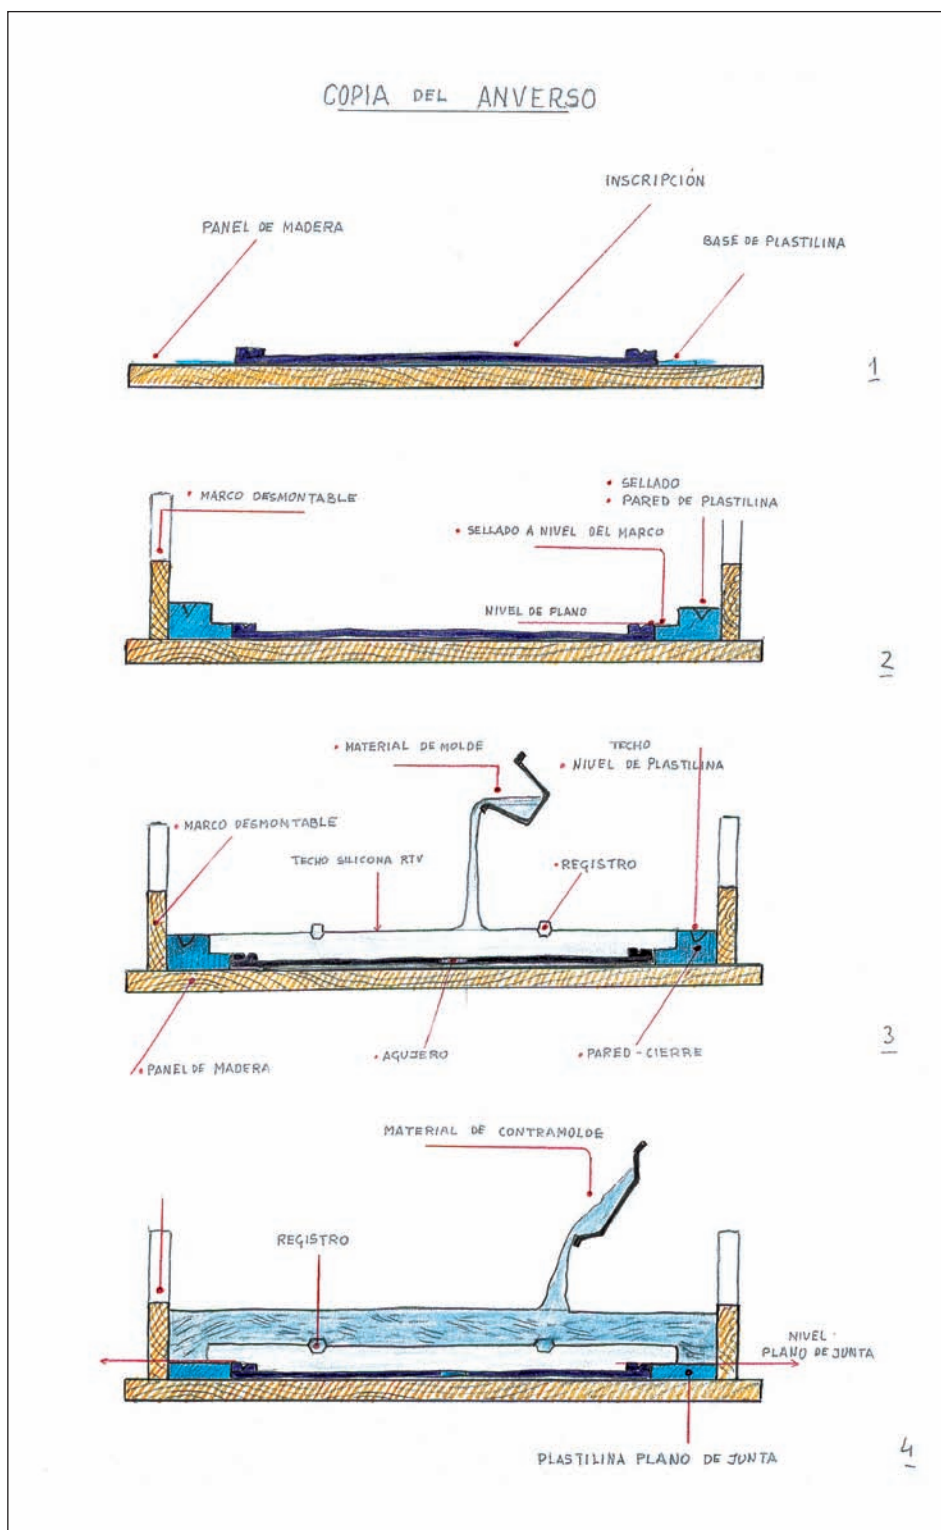 COPIA DEL ANVERSO
INSCRIPCIÓN
PANEL DE MADERA
BASE DE PLASTILINA
1
• MARCO DESMONTABLE
• SELLADO
• PARED DE PLASTILINA
• SELLADO A NIVEL DEL MARCO
NIVEL DE PLANO
2
• MATERIAL DE MOLDE
TECHO
• NIVEL DE PLASTILINA
• MARCO DESMONTABLE
TECHO SILICONA RTV
• REGISTRO
• AGUJERO
• PARED - CIERRE
• PANEL DE MADERA
3
MATERIAL DE CONTRAMOLDE
REGISTRO
NIVEL
PLANO DE JUNTA
PLASTILINA PLANO DE JUNTA
4